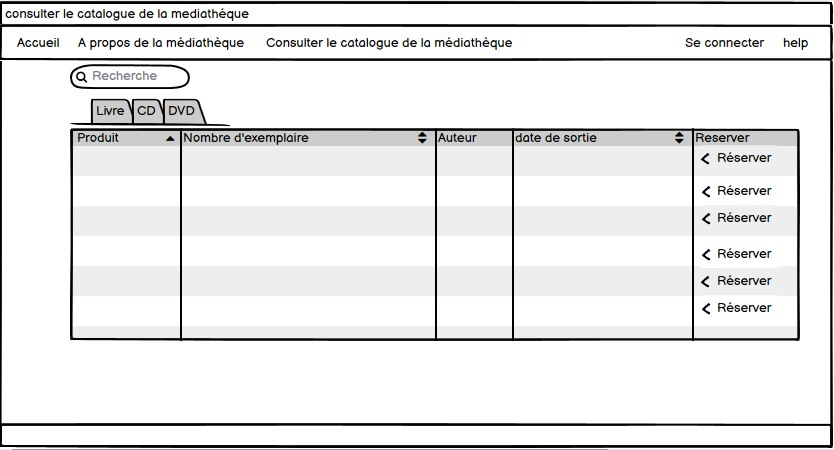 consulter le catalogue de la mediathéque
Accueil A propos de la médiathèque Consulter le catalogue de la médiathèque Se connecter help
Recherche
Livre CD DVD
Produit Nombre d'exemplaire Auteur date de sortie Reserver
Réserver
Réserver
Réserver
Réserver
Réserver
Réserver